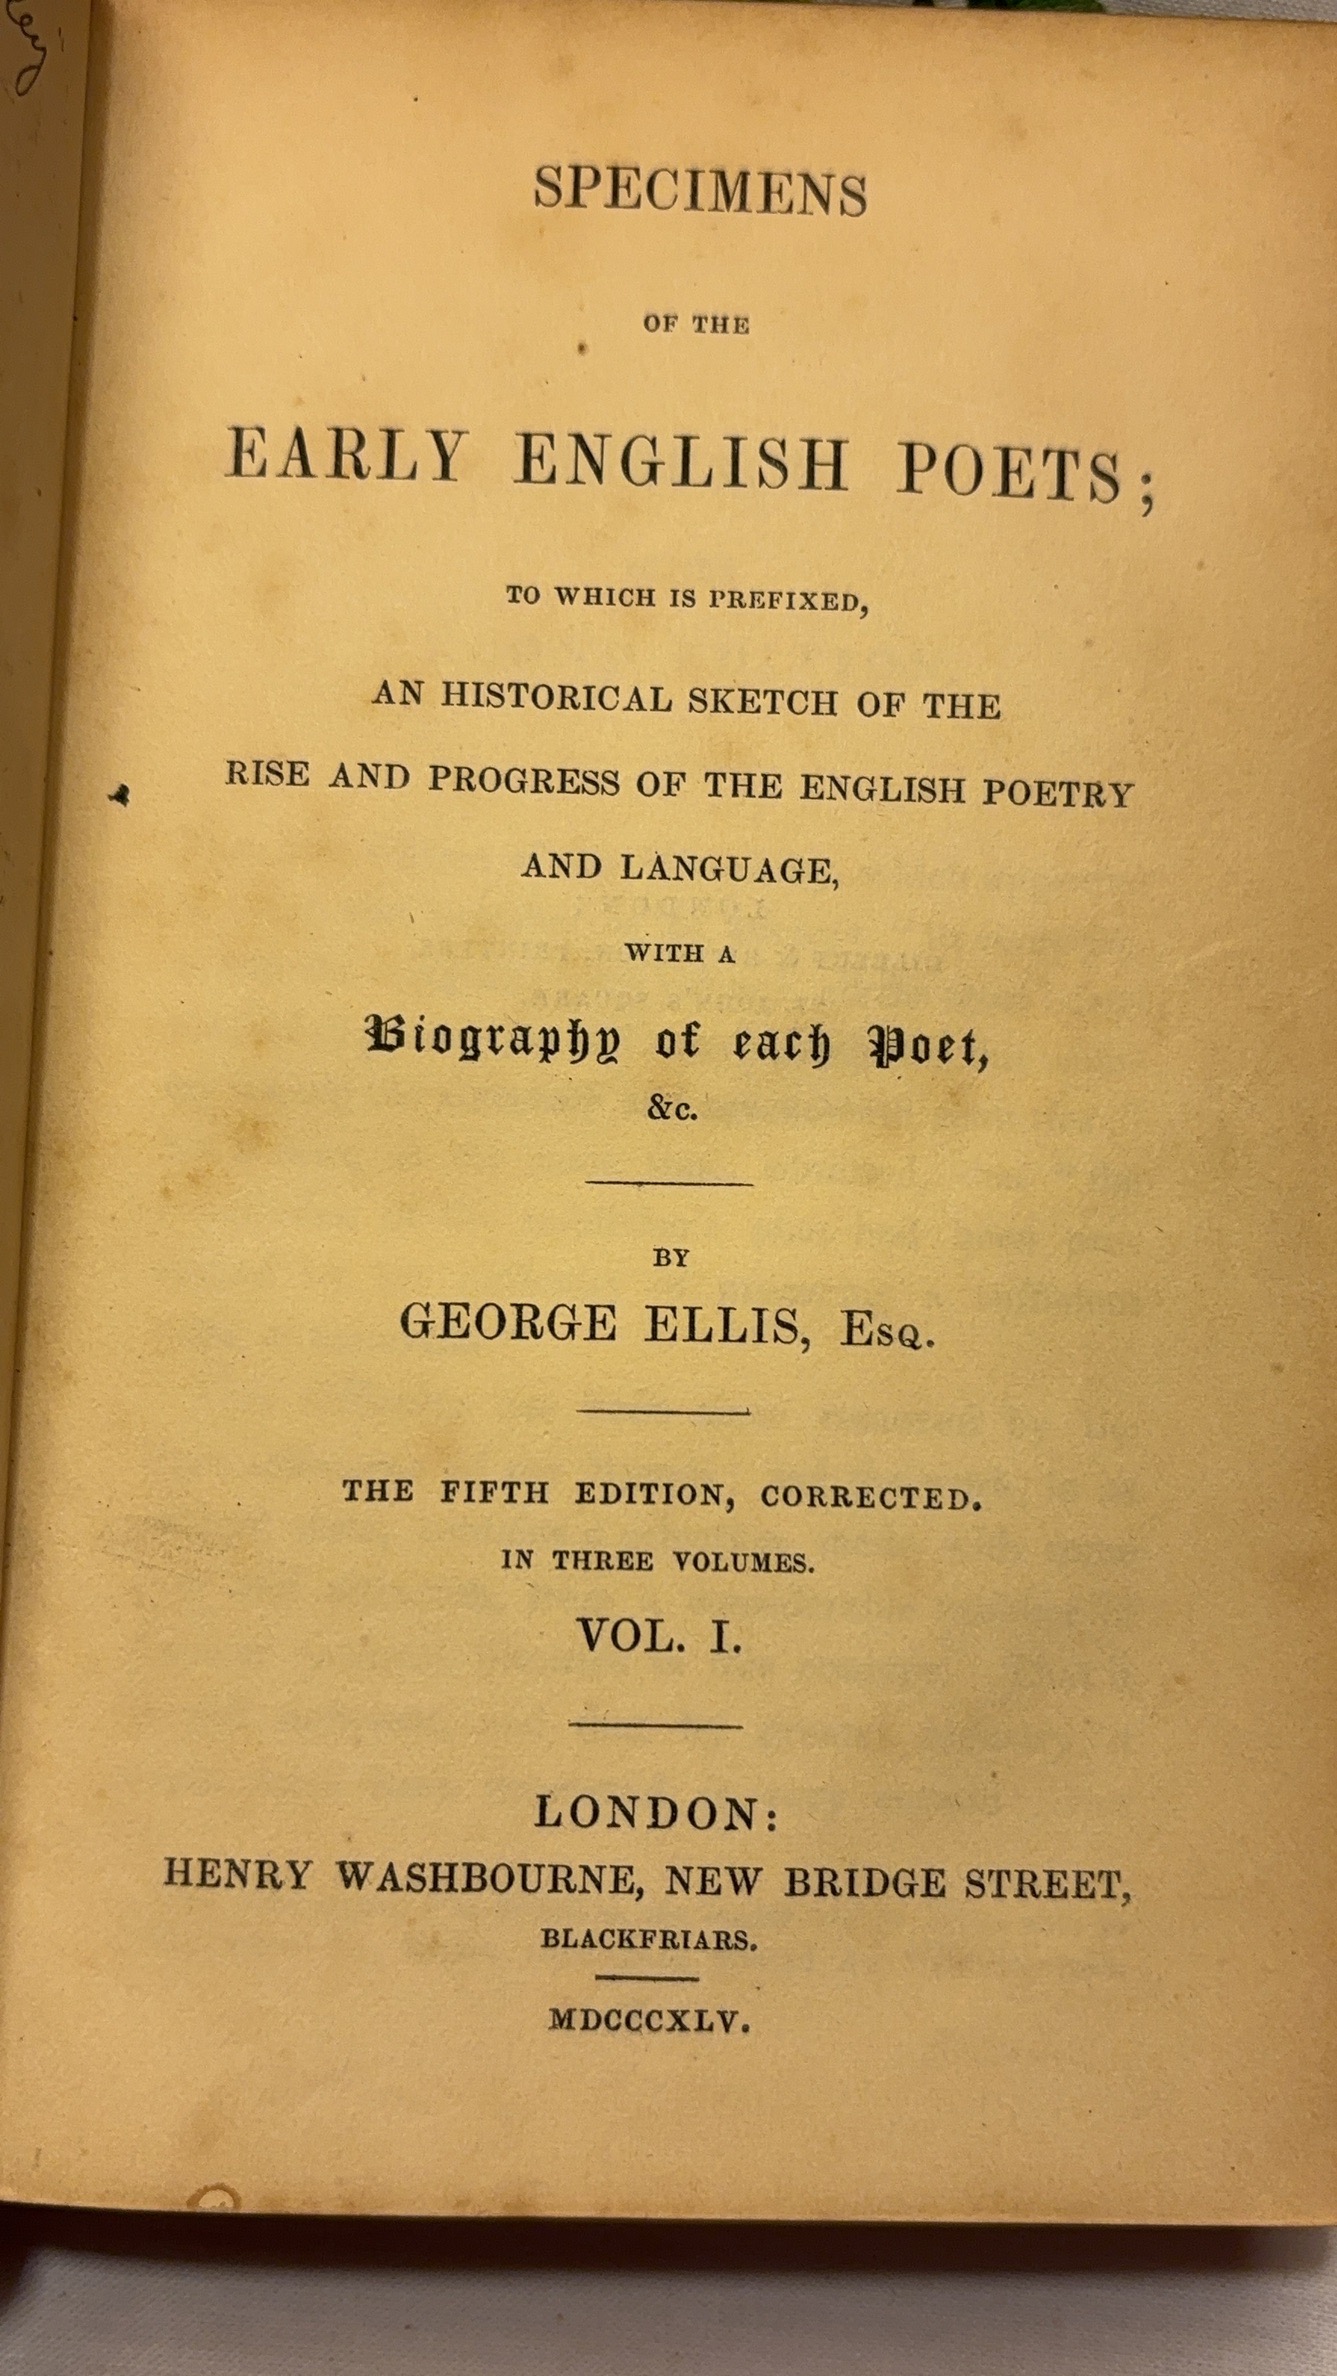 SPECIMENS
OF THE
EARLY ENGLISH POETS;
TO WHICH IS PREFIXED,
AN HISTORICAL SKETCH OF THE
RISE AND PROGRESS OF THE ENGLISH POETRY
AND LANGUAGE,
WITH A
Biography of each Poet,
&c.
BY
GEORGE ELLIS, Esq.
THE FIFTH EDITION, CORRECTED.
IN THREE VOLUMES.
VOL. I.
LONDON:
HENRY WASHBOURNE, NEW BRIDGE STREET,
BLACKFRIARS.
MDCCCXLV.